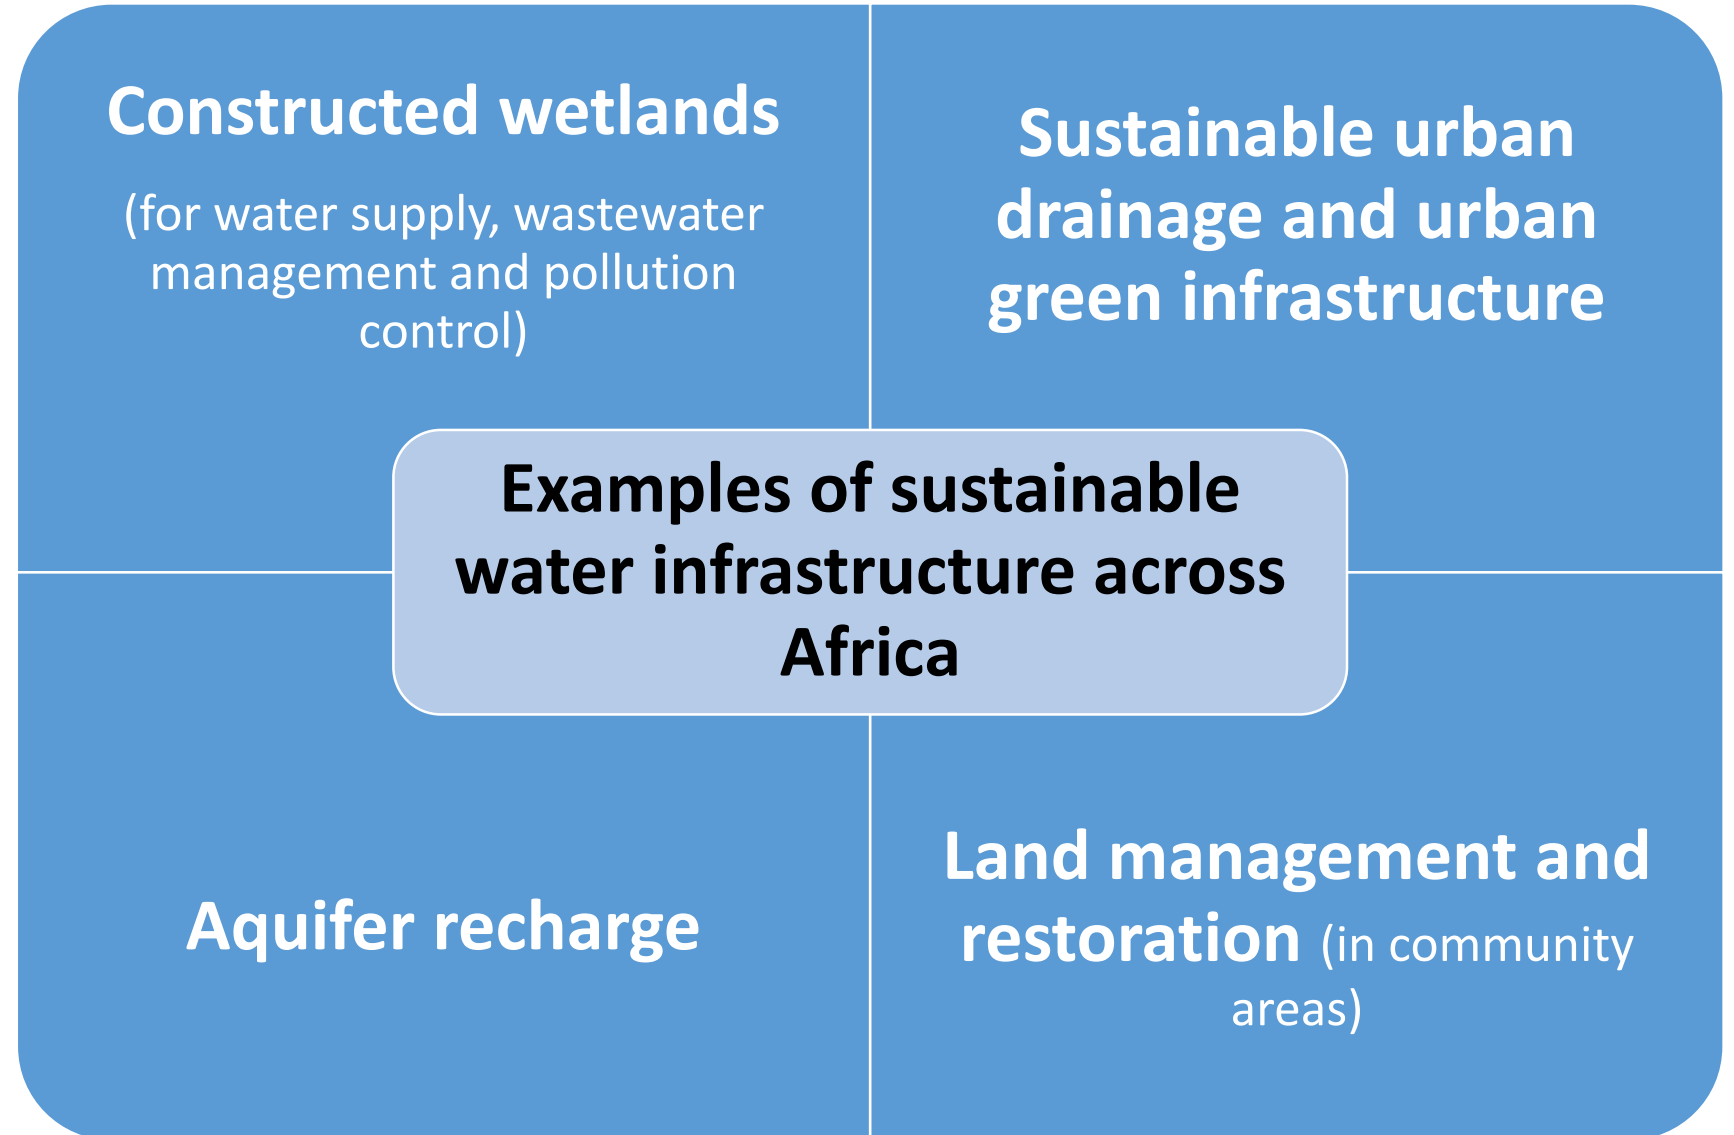 Constructed wetlands
(for water supply, wastewater
management and pollution
control)
Sustainable urban
drainage and urban
green infrastructure
Examples of sustainable
water infrastructure across
Africa
Aquifer recharge
Land management and
restoration (in community
areas)